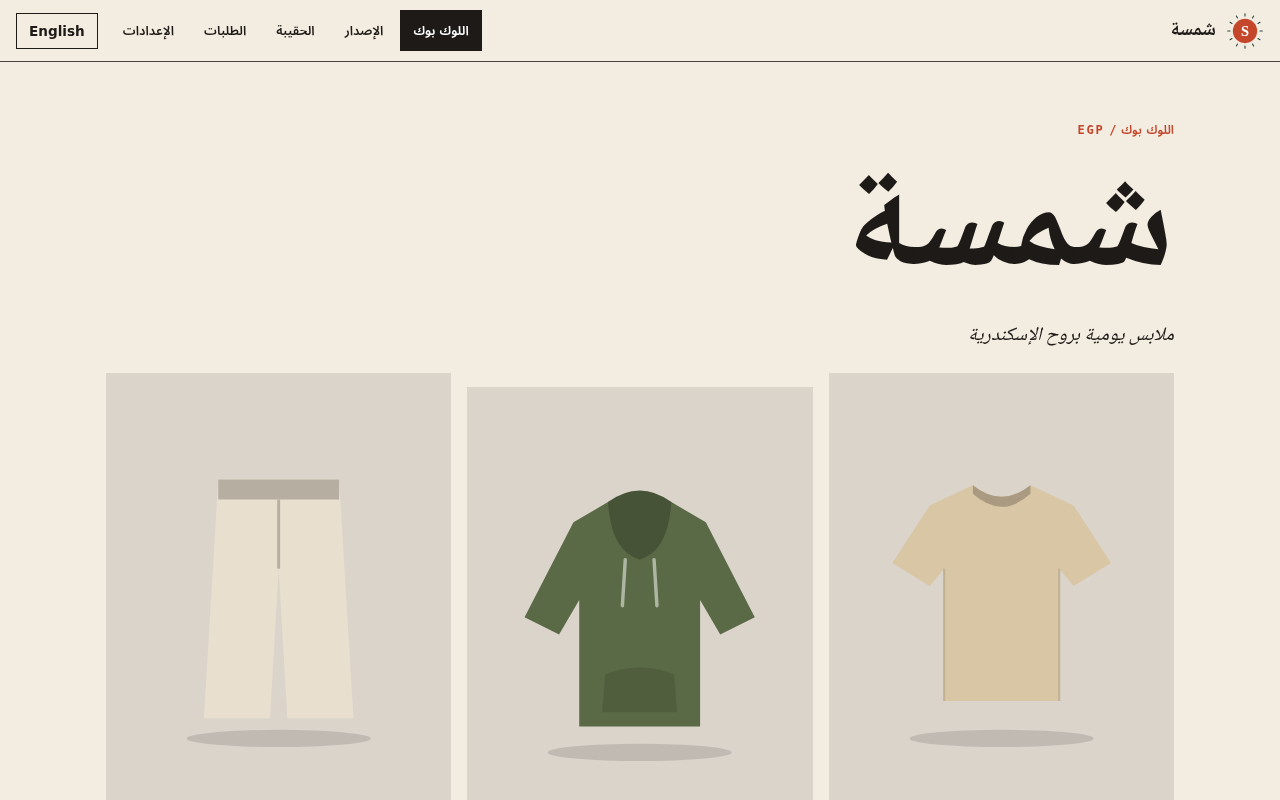 S شمسة
اللوك بوك
الإصدار
الحقيبة
الطلبات
الإعدادات
English
اللوك بوك / EGP
شمسة
ملابس يومية بروح الإسكندرية